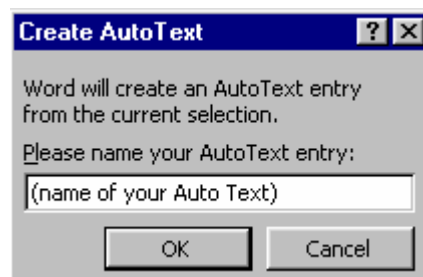 Create AutoText
Word will create an AutoText entry
from the current selection.
Please name your AutoText entry:
(name of your Auto Text)
OK Cancel